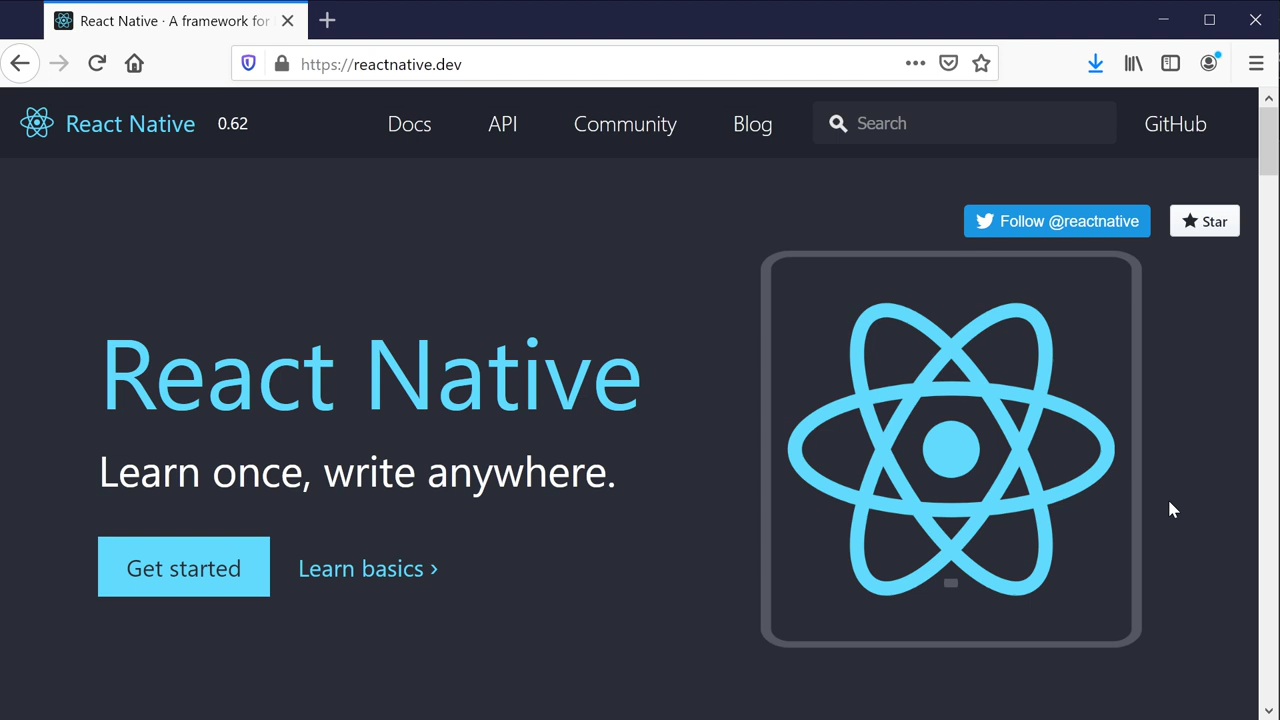 React Native · A framework for
https://reactnative.dev
React Native 0.62 Docs API Community Blog Search GitHub
Follow @reactnative Star
React Native
Learn once, write anywhere.
Get started Learn basics ›